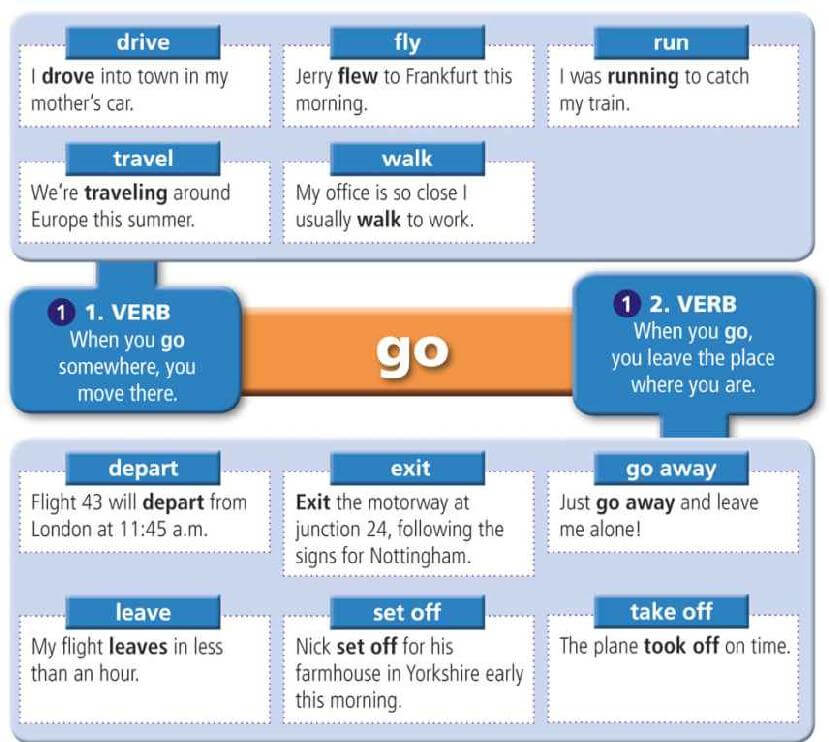 drive
I drove into town in my
mother's car.
fly
Jerry flew to Frankfurt this
morning.
run
I was running to catch
my train.
travel
We're traveling around
Europe this summer.
walk
My office is so close I
usually walk to work.
1 1. VERB
When you go
somewhere, you
move there.
go
1 2. VERB
When you go,
you leave the place
where you are.
depart
Flight 43 will depart from
London at 11:45 a.m.
exit
Exit the motorway at
junction 24, following the
signs for Nottingham.
go away
Just go away and leave
me alone!
leave
My flight leaves in less
than an hour.
set off
Nick set off for his
farmhouse in Yorkshire early
this morning.
take off
The plane took off on time.